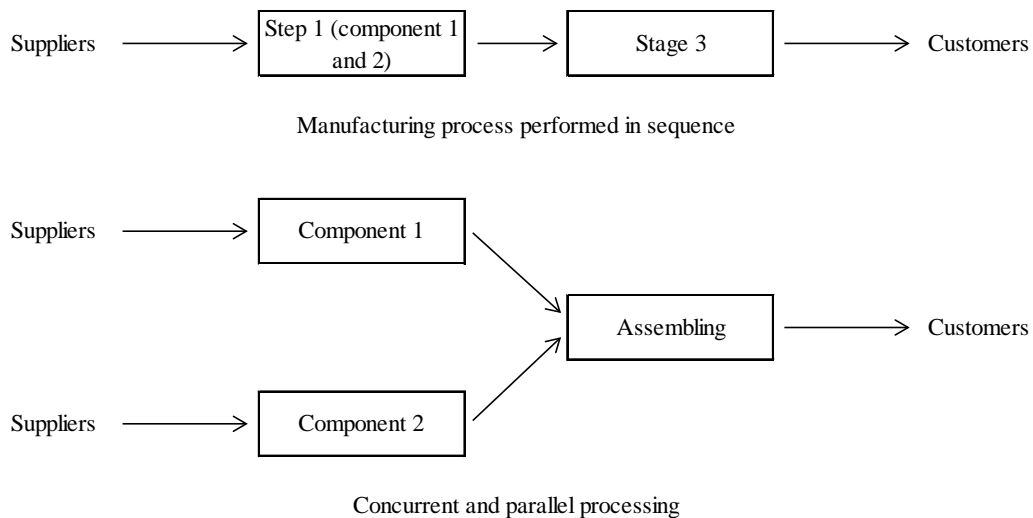 Suppliers
Step 1 (component 1
and 2)
Stage 3
Customers
Manufacturing process performed in sequence
Suppliers
Component 1
Assembling
Customers
Suppliers
Component 2
Concurrent and parallel processing